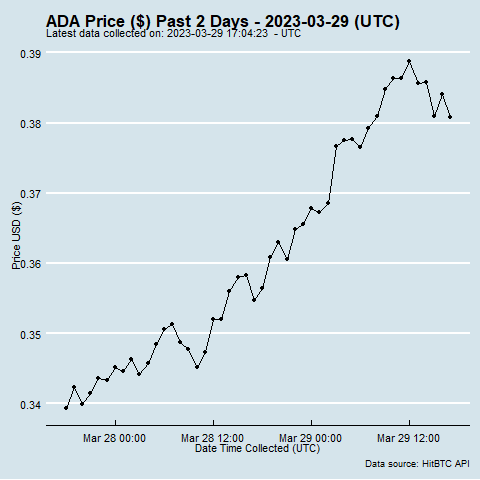 ADA Price ($) Past 2 Days - 2023-03-29 (UTC)
Latest data collected on: 2023-03-29 17:04:23 - UTC
0.39
0.38
0.37
0.36
0.35
0.34
Price USD ($)
Mar 28 00:00
Mar 28 12:00
Mar 29 00:00
Mar 29 12:00
Date Time Collected (UTC)
Data source: HitBTC API